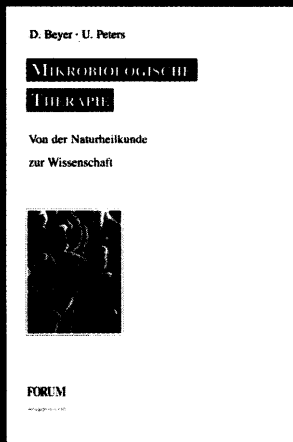 D. Beyer · U. Peters
MIKROBIOLOGISCHE
THERAPIE
Von der Naturheilkunde
zur Wissenschaft
FORUM